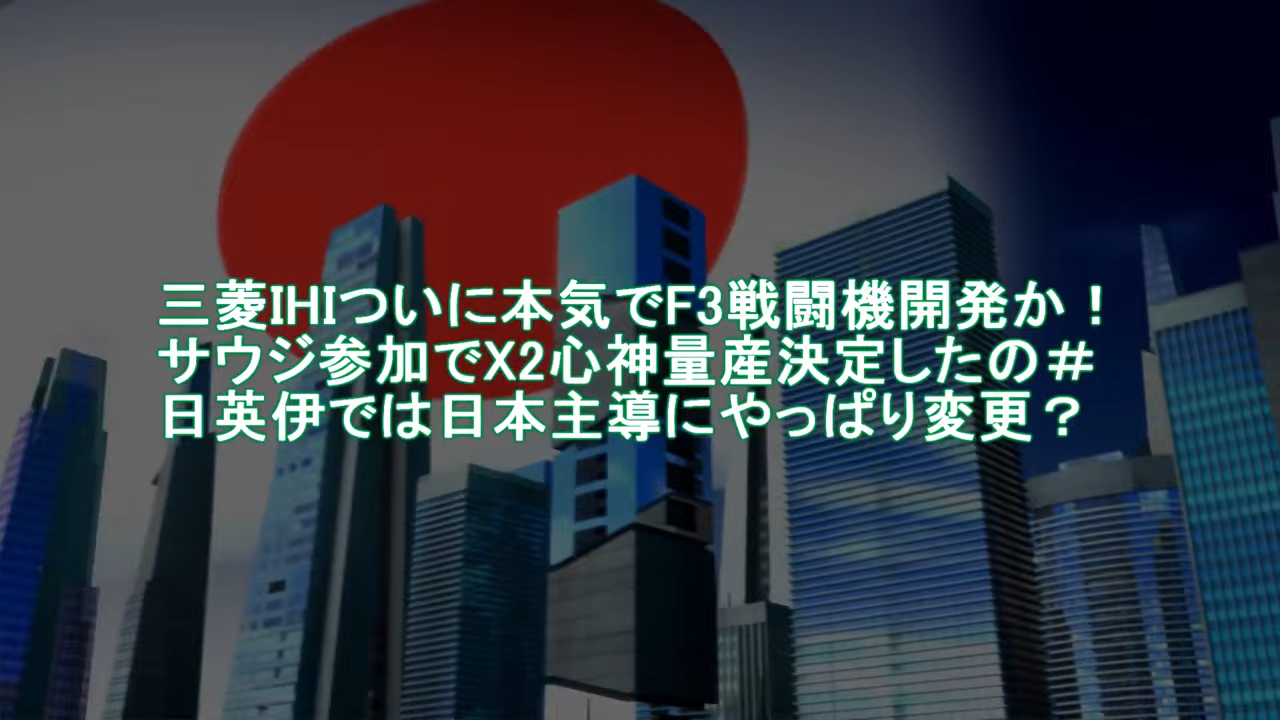 三菱IHIついに本気でF3戦闘機開発か！
サウジ参加でX2心神量産決定したの＃
日英伊では日本主導にやっぱり変更？